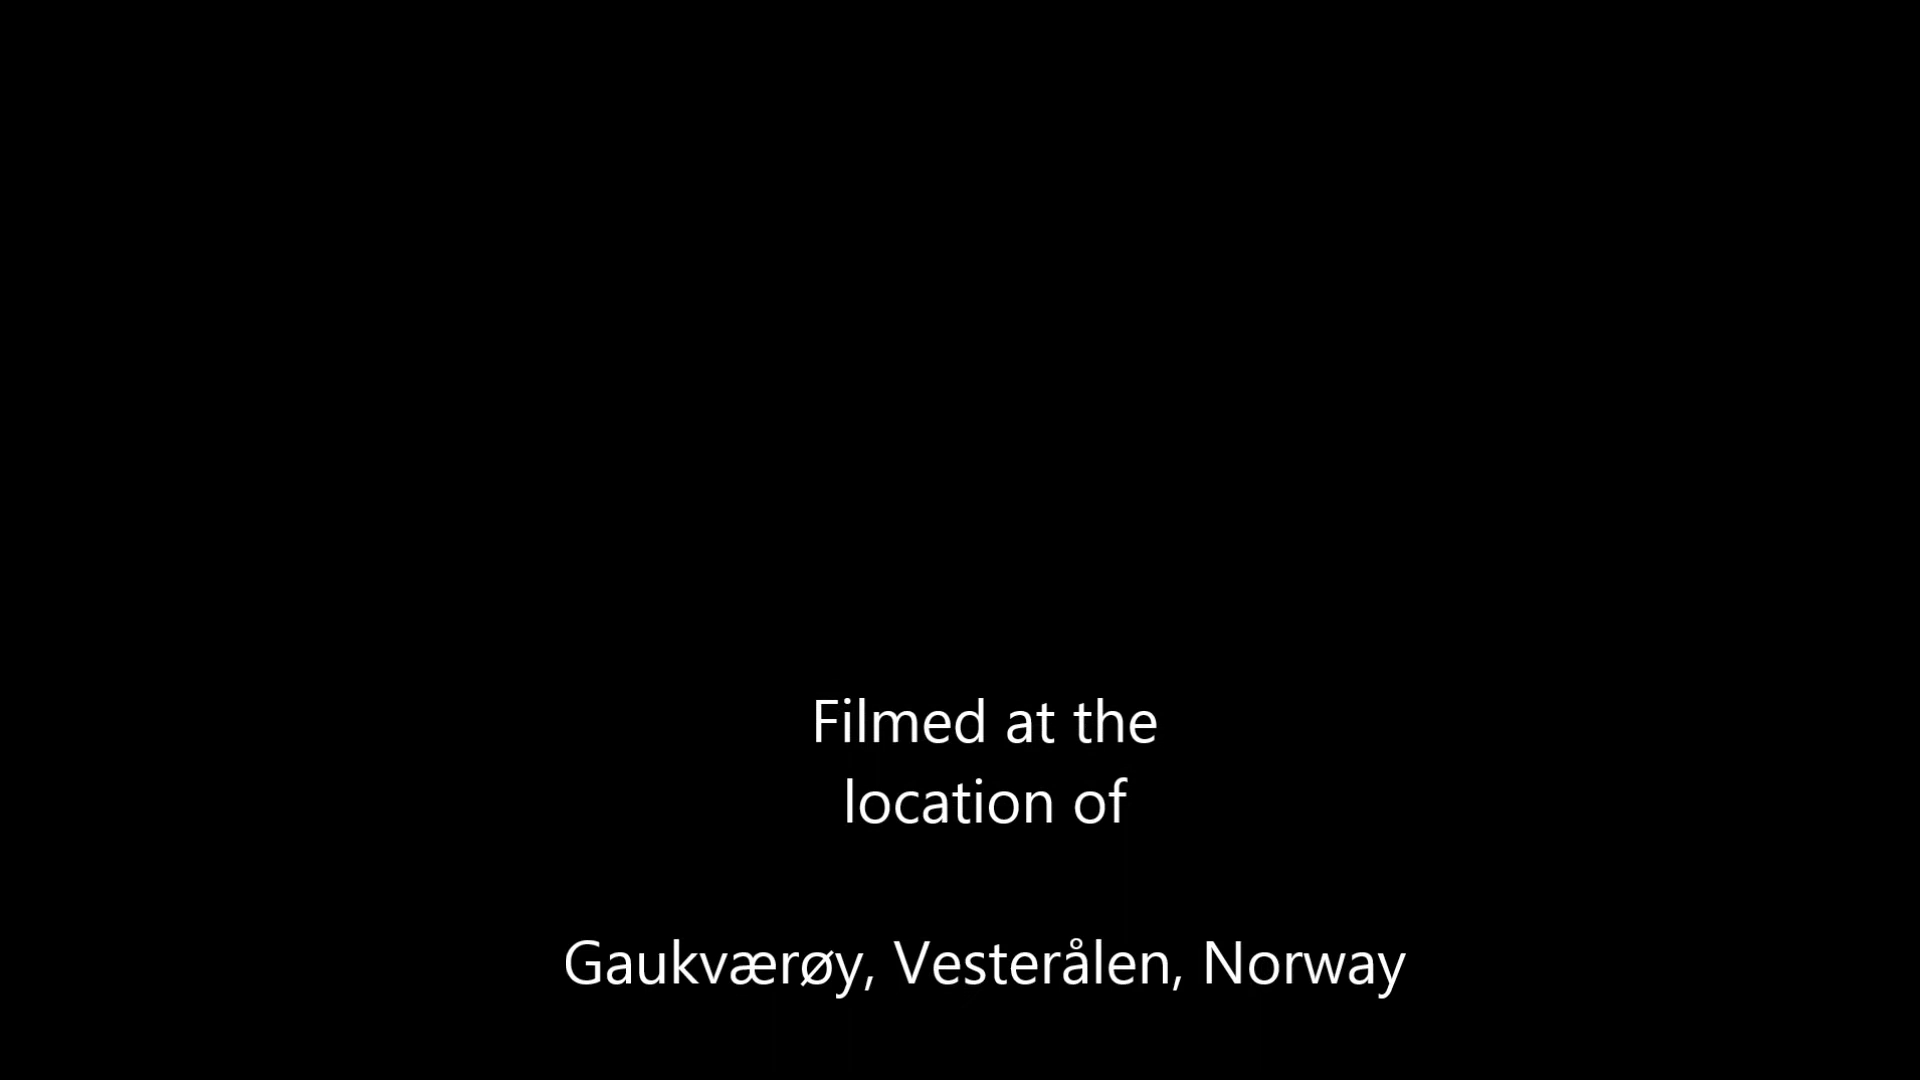 Filmed at the
location of
Gaukværøy, Vesterålen, Norway